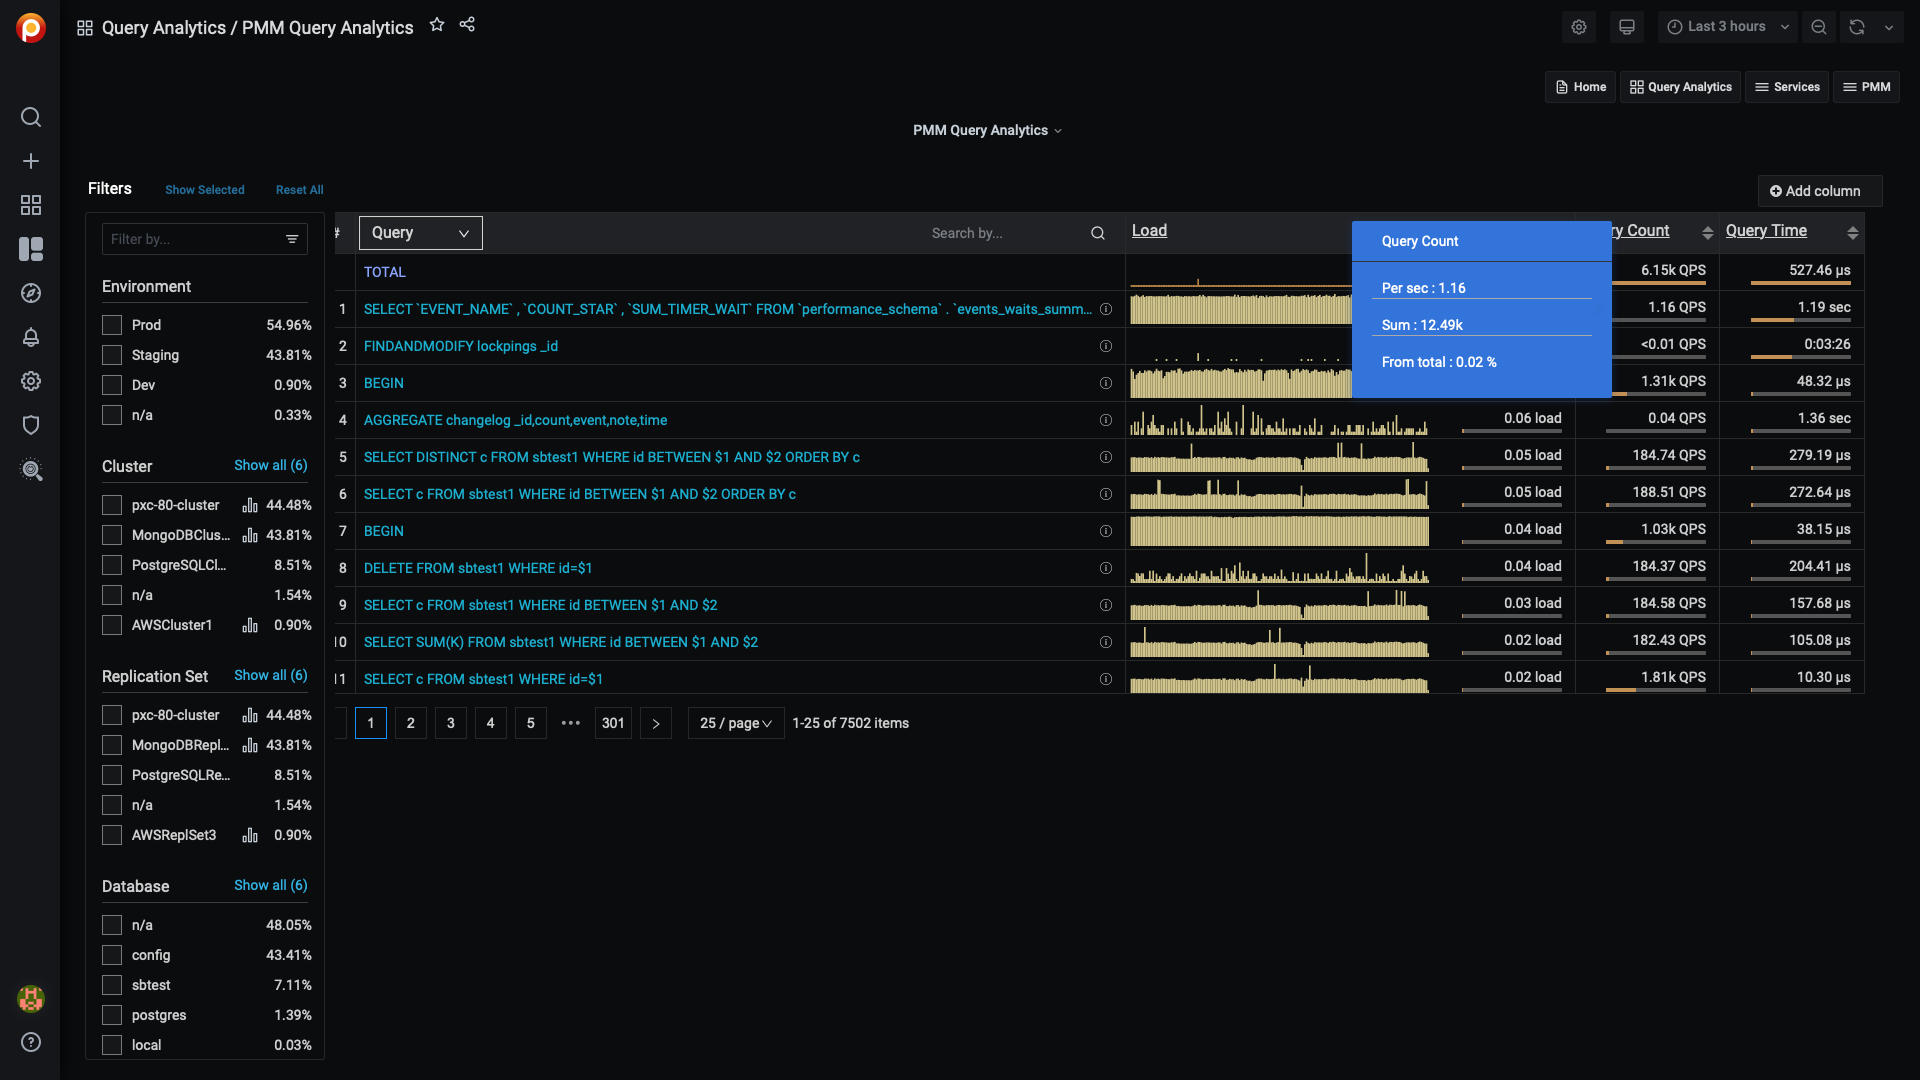 Query Analytics / PMM Query Analytics
Last 3 hours
Home
Query Analytics
Services
PMM
PMM Query Analytics
Filters
Show Selected
Reset All
Add column
Filter by...
Environment
Prod 54.96%
Staging 43.81%
Dev 0.90%
n/a 0.33%
Cluster Show all (6)
pxc-80-cluster 44.48%
MongoDBClus... 43.81%
PostgreSQLCl... 8.51%
n/a 1.54%
AWSCluster1 0.90%
Replication Set Show all (6)
pxc-80-cluster 44.48%
MongoDBRepl... 43.81%
PostgreSQLRe... 8.51%
n/a 1.54%
AWSReplSet3 0.90%
Database Show all (6)
n/a 48.05%
config 43.41%
sbtest 7.11%
postgres 1.39%
local 0.03%
# Query Search by... Load ry Count Query Time
TOTAL 6.15k QPS 527.46 µs
1 SELECT `EVENT_NAME` , `COUNT_STAR` , `SUM_TIMER_WAIT` FROM `performance_schema` . `events_waits_summ... 1.16 QPS 1.19 sec
2 FINDANDMODIFY lockpings _id <0.01 QPS 0:03:26
3 BEGIN 1.31k QPS 48.32 µs
4 AGGREGATE changelog _id,count,event,note,time 0.06 load 0.04 QPS 1.36 sec
5 SELECT DISTINCT c FROM sbtest1 WHERE id BETWEEN $1 AND $2 ORDER BY c 0.05 load 184.74 QPS 279.19 µs
6 SELECT c FROM sbtest1 WHERE id BETWEEN $1 AND $2 ORDER BY c 0.05 load 188.51 QPS 272.64 µs
7 BEGIN 0.04 load 1.03k QPS 38.15 µs
8 DELETE FROM sbtest1 WHERE id=$1 0.04 load 184.37 QPS 204.41 µs
9 SELECT c FROM sbtest1 WHERE id BETWEEN $1 AND $2 0.03 load 184.58 QPS 157.68 µs
10 SELECT SUM(K) FROM sbtest1 WHERE id BETWEEN $1 AND $2 0.02 load 182.43 QPS 105.08 µs
11 SELECT c FROM sbtest1 WHERE id=$1 0.02 load 1.81k QPS 10.30 µs
Query Count
Per sec : 1.16
Sum : 12.49k
From total : 0.02 %
1 2 3 4 5 ••• 301 > 25 / page 1-25 of 7502 items